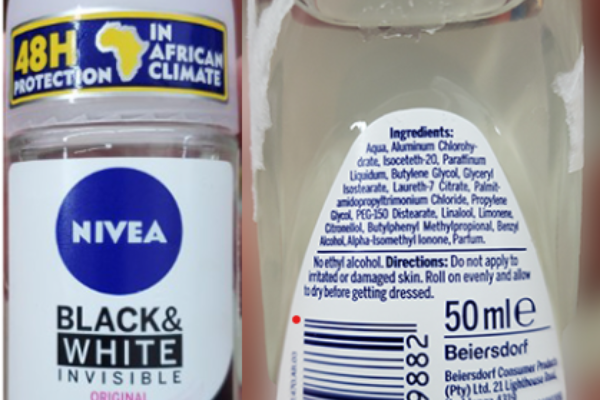 48H
PROTECTION
IN
AFRICAN
CLIMATE
NIVEA
BLACK&
WHITE
INVISIBLE
ORIGINAL
Ingredients:
Aqua, Aluminum Chlorohy-
drate, Isoceteth-20, Paraffinum
Liquidum, Butylene Glycol, Glyceryl
Isostearate, Laureth-7 Citrate, Palmit-
amidopropyltrimonium Chloride, Propylene
Glycol, PEG-150 Distearate, Linalool, Limonene,
Citronellol, Butylphenyl Methylpropional, Benzyl
Alcohol, Alpha-Isomethyl Ionone, Parfum.
No ethyl alcohol. Directions: Do not apply to
irritated or damaged skin. Roll on evenly and allow
to dry before getting dressed.
50 ml e
Beiersdorf
Beiersdorf Consumer Products
(Pty) Ltd. 21 Lighthouse Road,
9882